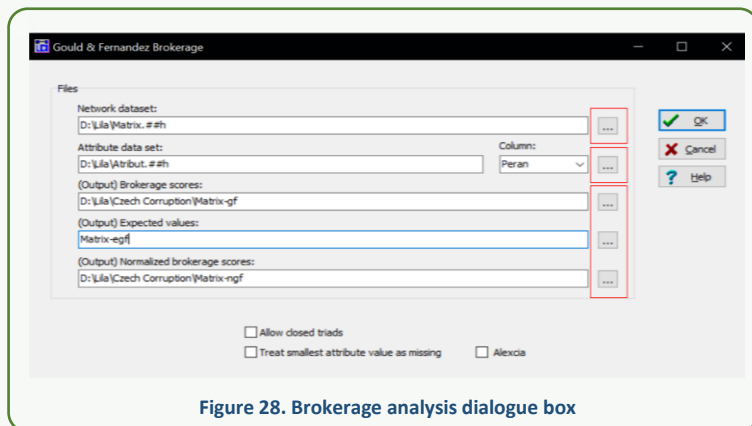 Gould & Fernandez Brokerage
Files
Network dataset:
D:\Lila\Matrix.##h
...
OK
Attribute data set:
Column:
Cancel
D:\Lila\Atribut.##h
Peran
...
Help
(Output) Brokerage scores:
D:\Lila\Czech Corruption\Matrix-gf
...
(Output) Expected values:
Matrix-egf
...
(Output) Normalized brokerage scores:
D:\Lila\Czech Corruption\Matrix-ngf
...
Allow closed triads
Treat smallest attribute value as missing
Alexcia
Figure 28. Brokerage analysis dialogue box